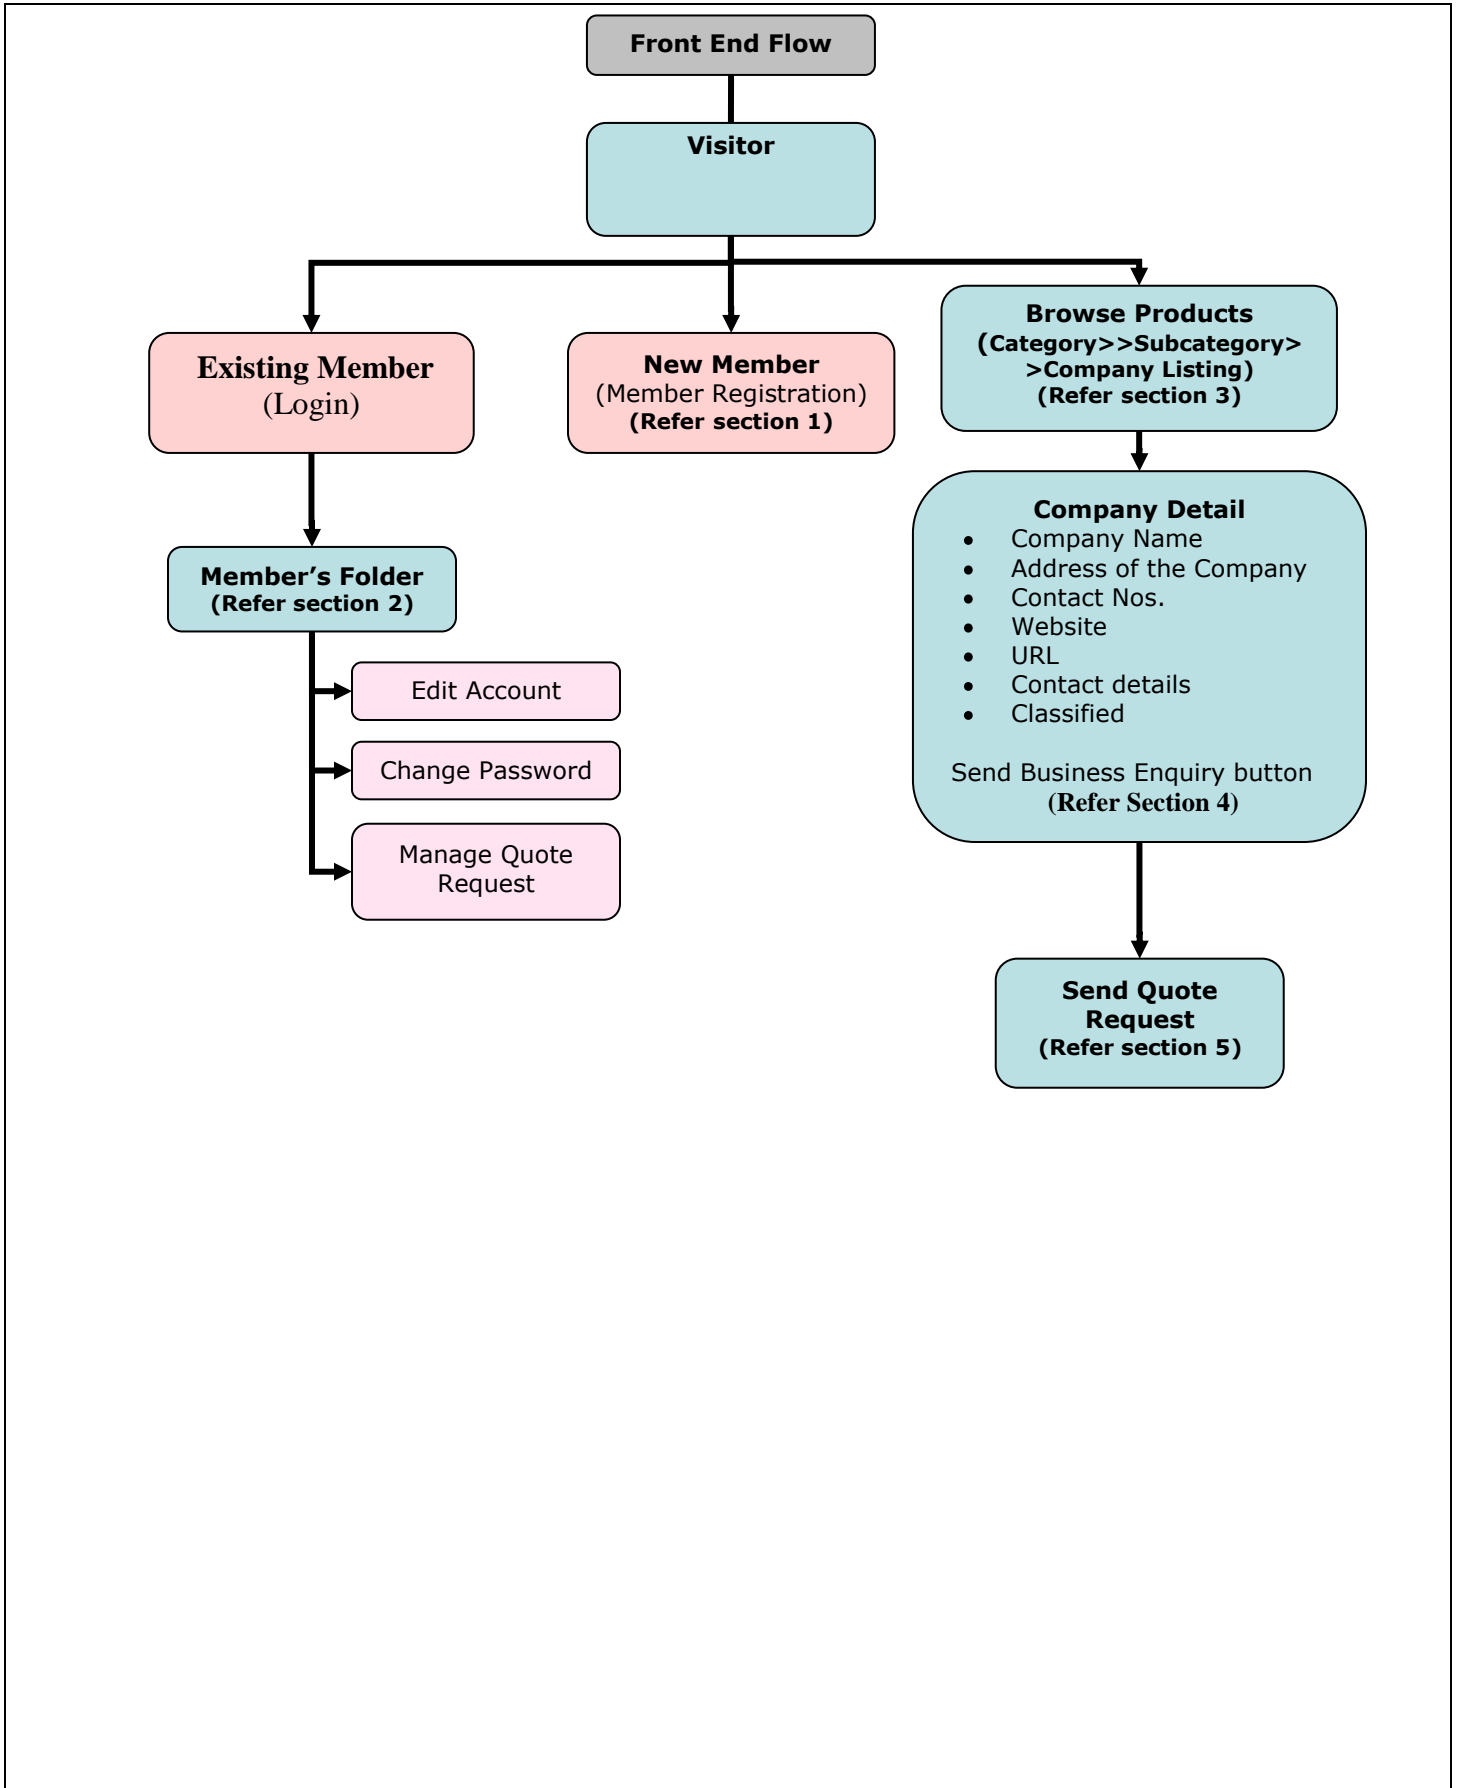 Front End Flow
Visitor
Existing Member
(Login)
New Member
(Member Registration)
(Refer section 1)
Browse Products
(Category>>Subcategory>
>Company Listing)
(Refer section 3)
Member’s Folder
(Refer section 2)
Edit Account
Change Password
Manage Quote
Request
Company Detail
• Company Name
• Address of the Company
• Contact Nos.
• Website
• URL
• Contact details
• Classified
Send Business Enquiry button
(Refer Section 4)
Send Quote
Request
(Refer section 5)